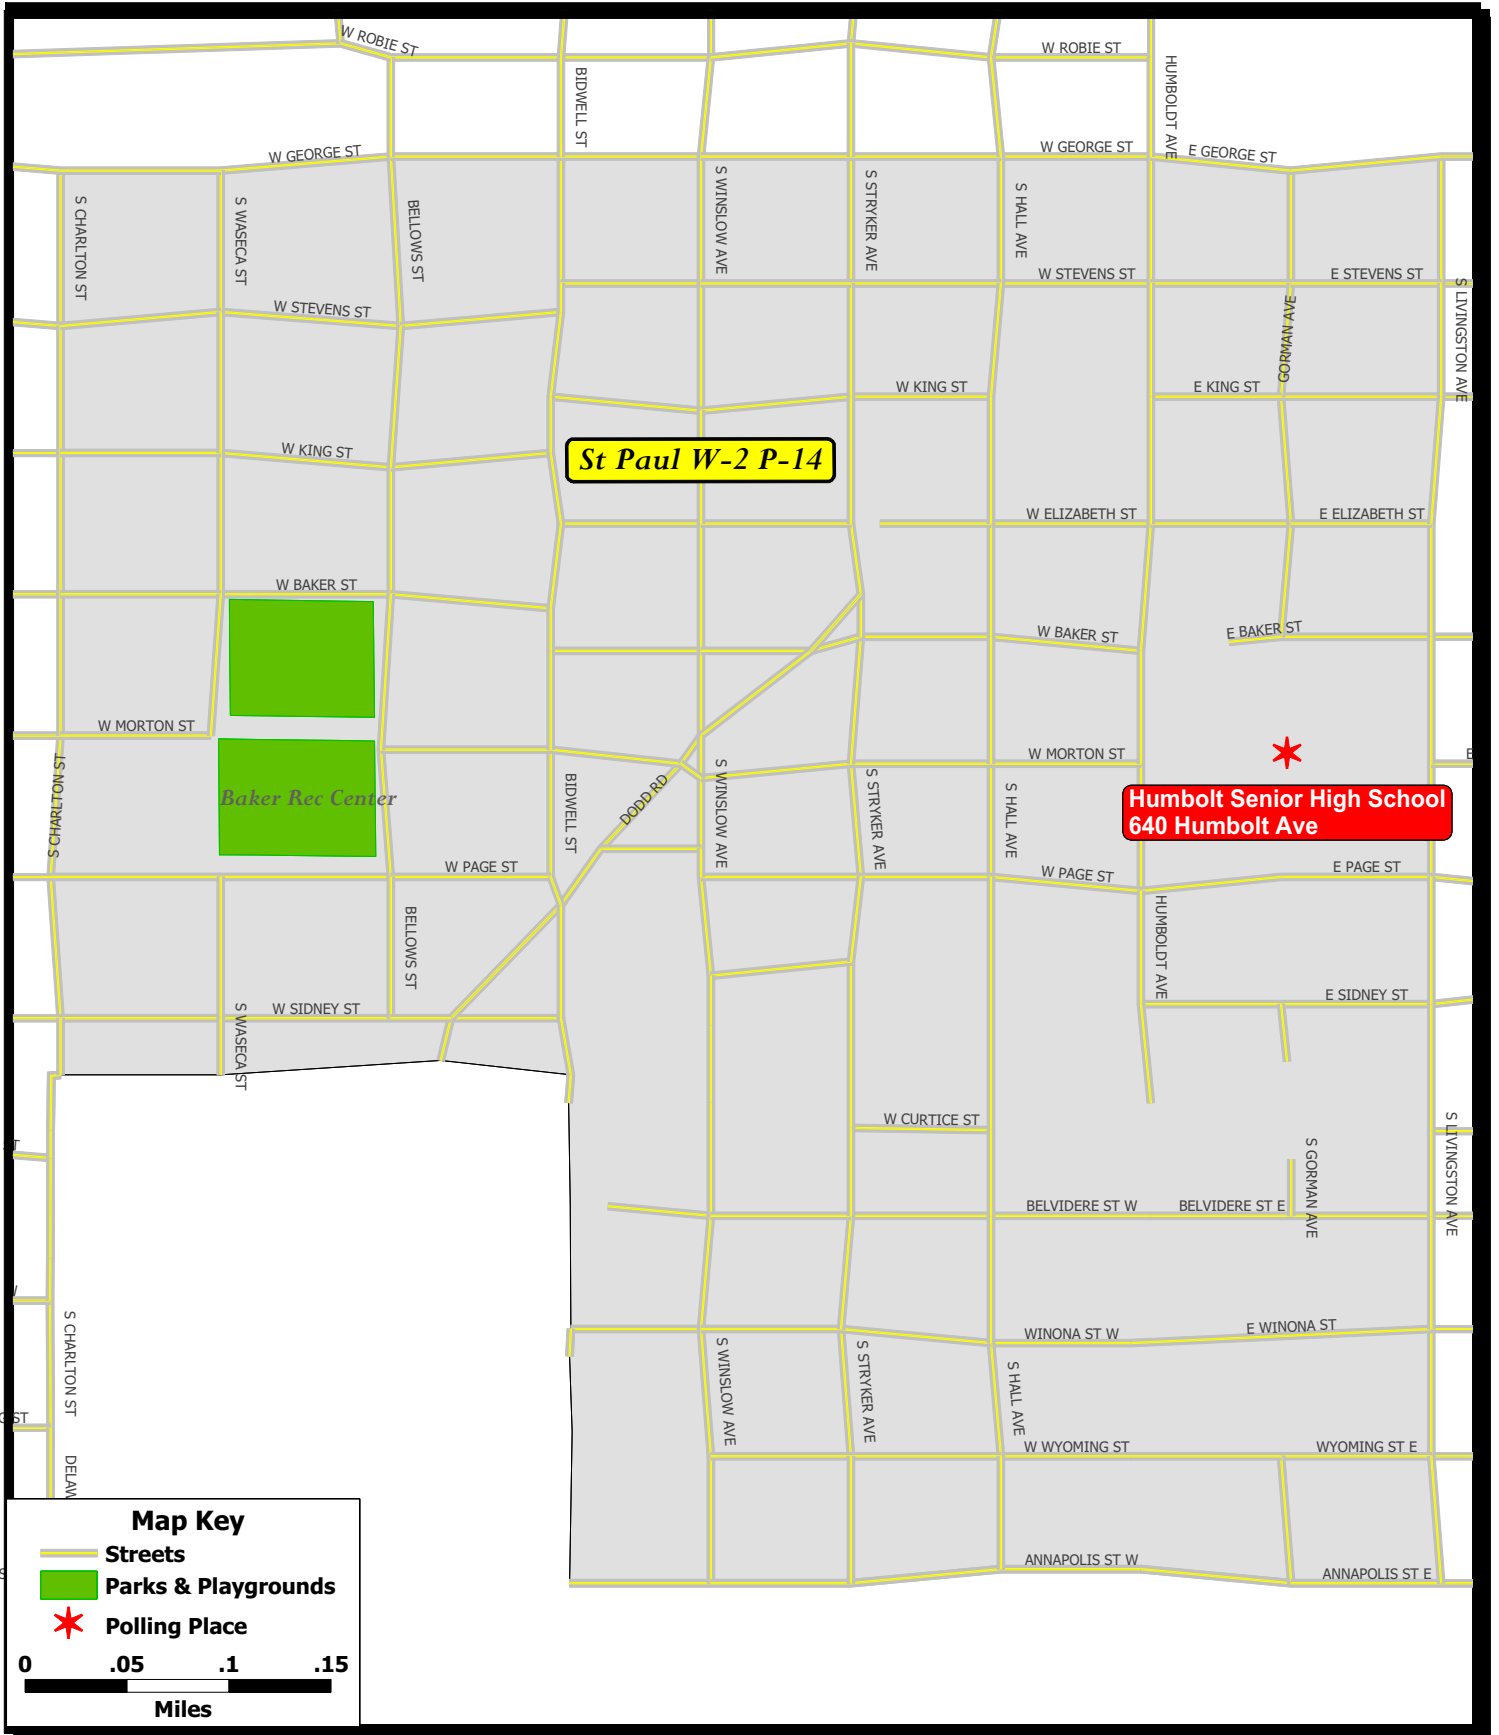 W ROBIE ST
W ROBIE ST
BIDWELL ST
HUMBOLDT AVE
W GEORGE ST
W GEORGE ST
E GEORGE ST
S CHARLTON ST
S WASECA ST
BELLOWS ST
S WINSLOW AVE
S STRYKER AVE
S HALL AVE
W STEVENS ST
E STEVENS ST
W STEVENS ST
GORMAN AVE
S LIVINGSTON AVE
W KING ST
E KING ST
W KING ST
St Paul W-2 P-14
W ELIZABETH ST
E ELIZABETH ST
W BAKER ST
W BAKER ST
E BAKER ST
W MORTON ST
W MORTON ST
E
S CHARLTON ST
Baker Rec Center
BIDWELL ST
DODD RD
S WINSLOW AVE
S STRYKER AVE
S HALL AVE
Humbolt Senior High School
640 Humbolt Ave
W PAGE ST
W PAGE ST
E PAGE ST
BELLOWS ST
HUMBOLDT AVE
W SIDNEY ST
E SIDNEY ST
S WASECA ST
W CURTICE ST
ST
S GORMAN AVE
S LIVINGSTON AVE
BELVIDERE ST W
BELVIDERE ST E
S CHARLTON ST
WINONA ST W
E WINONA ST
S WINSLOW AVE
S STRYKER AVE
S HALL AVE
G ST
W WYOMING ST
WYOMING ST E
DELAW
ANNAPOLIS ST W
ANNAPOLIS ST E
Map Key
Streets
Parks & Playgrounds
Polling Place
0 .05 .1 .15
Miles